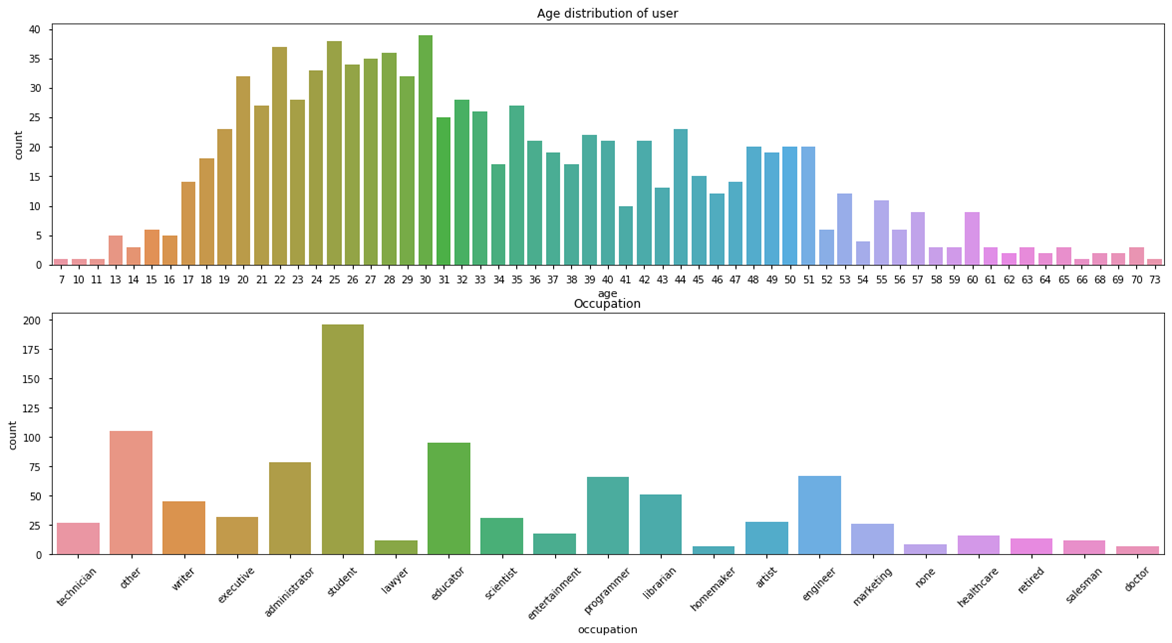 Age distribution of user
40
35
30
25
20
15
10
5
0
count
7 10 11 13 14 15 16 17 18 19 20 21 22 23 24 25 26 27 28 29 30 31 32 33 34 35 36 37 38 39 40 41 42 43 44 45 46 47 48 49 50 51 52 53 54 55 56 57 58 59 60 61 62 63 64 65 66 68 69 70 73
age
Occupation
200
175
150
125
100
75
50
25
0
count
technician other writer executive administrator student lawyer educator scientist entertainment programmer librarian homemaker artist engineer marketing none healthcare retired salesman doctor
occupation